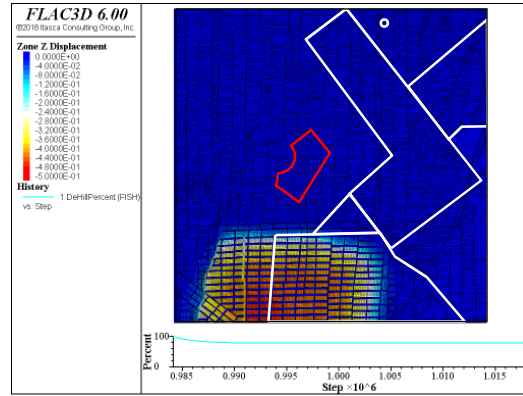 FLAC3D 6.00
©2018 Itasca Consulting Group, Inc.
Zone Z Displacement
0.0000E+00
-4.0000E-02
-8.0000E-02
-1.2000E-01
-1.6000E-01
-2.0000E-01
-2.4000E-01
-2.8000E-01
-3.2000E-01
-3.6000E-01
-4.0000E-01
-4.4000E-01
-4.8000E-01
-5.0000E-01
History
1 DeHillPercent (FISH)
vs. Step
Percent
100
0
0.985 0.990 0.995 1.000 1.005 1.010 1.015
Step ×10^6